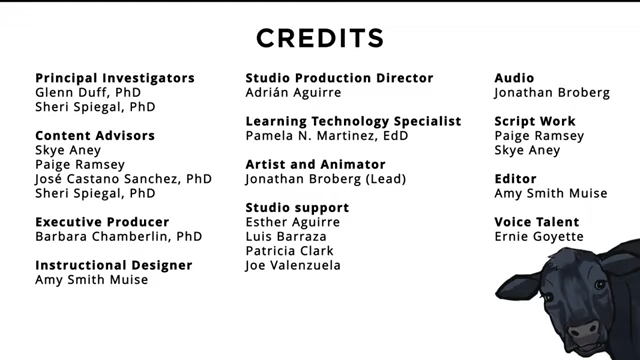 CREDITS
Principal Investigators
Glenn Duff, PhD
Sheri Spiegal, PhD
Content Advisors
Skye Aney
Paige Ramsey
José Castano Sanchez, PhD
Sheri Spiegal, PhD
Executive Producer
Barbara Chamberlin, PhD
Instructional Designer
Amy Smith Muise
Studio Production Director
Adrián Aguirre
Learning Technology Specialist
Pamela N. Martinez, EdD
Artist and Animator
Jonathan Broberg (Lead)
Studio support
Esther Aguirre
Luis Barraza
Patricia Clark
Joe Valenzuela
Audio
Jonathan Broberg
Script Work
Paige Ramsey
Skye Aney
Editor
Amy Smith Muise
Voice Talent
Ernie Goyette